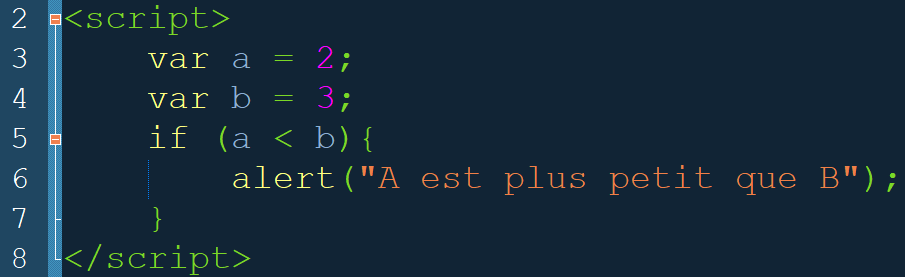 2 <script>
3     var a = 2;
4     var b = 3;
5     if (a < b){
6         alert("A est plus petit que B");
7     }
8 </script>